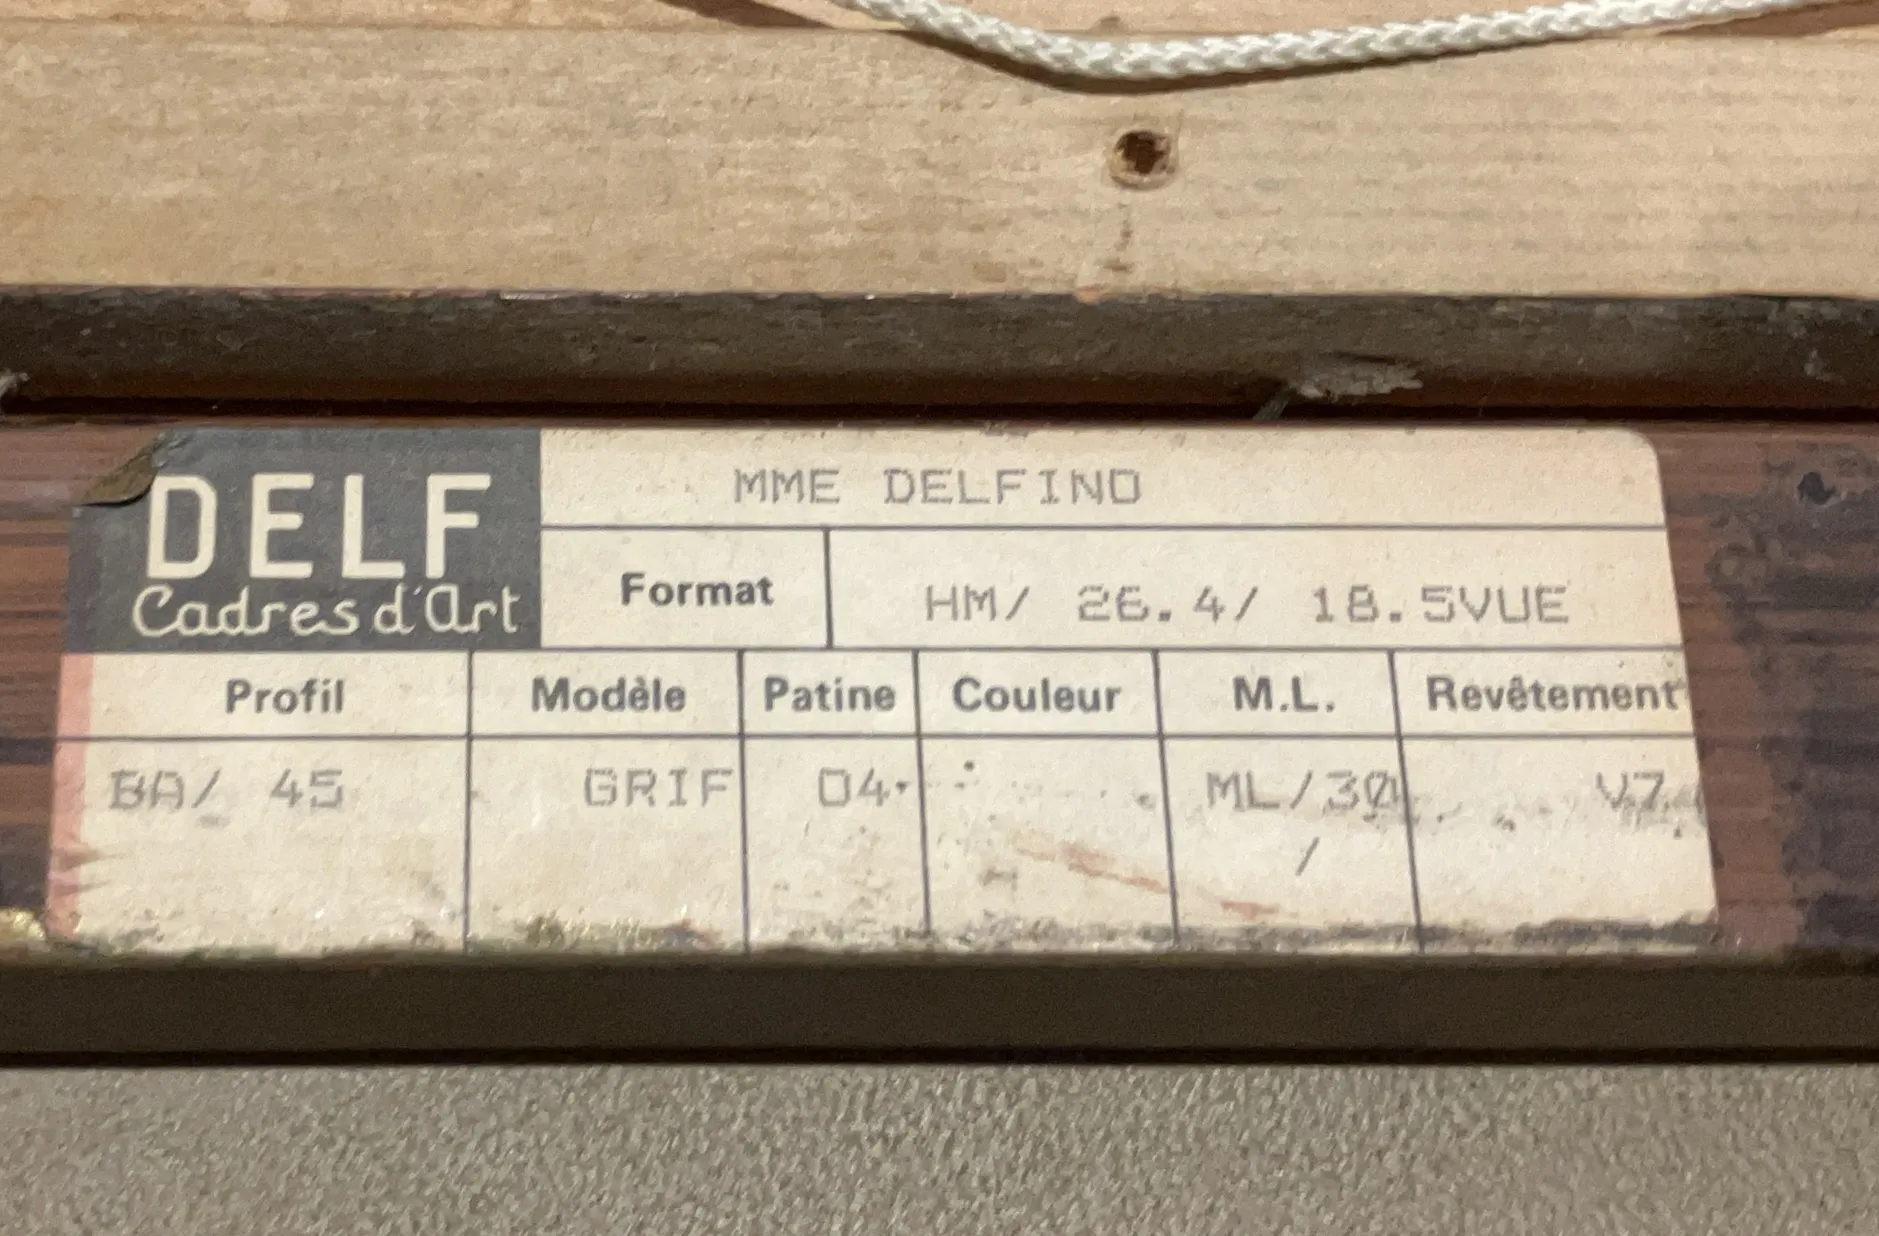 DELF
Cadres d'Art
MME DELFINO
Format
HM/ 26.4/ 18.5VUE
Profil Modèle Patine Couleur M.L. Revêtement
BA/ 45 GRIF 04 ML/30 V7
/